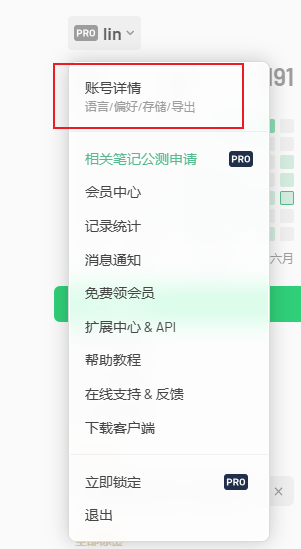 PRO lin
191
账号详情
语言/偏好/存储/导出
相关笔记公测申请 PRO
会员中心
记录统计
消息通知
六月
免费领会员
扩展中心 & API
帮助教程
在线支持 & 反馈
下载客户端
立即锁定 PRO
退出